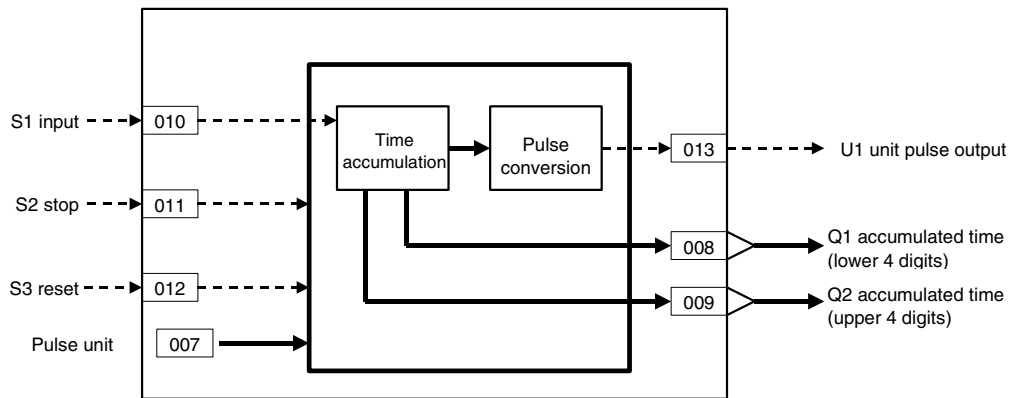 S1 input
010
Time
accumulation
Pulse
conversion
013
U1 unit pulse output
S2 stop
011
008
Q1 accumulated time
(lower 4 digits)
S3 reset
012
009
Q2 accumulated time
(upper 4 digits)
Pulse unit
007